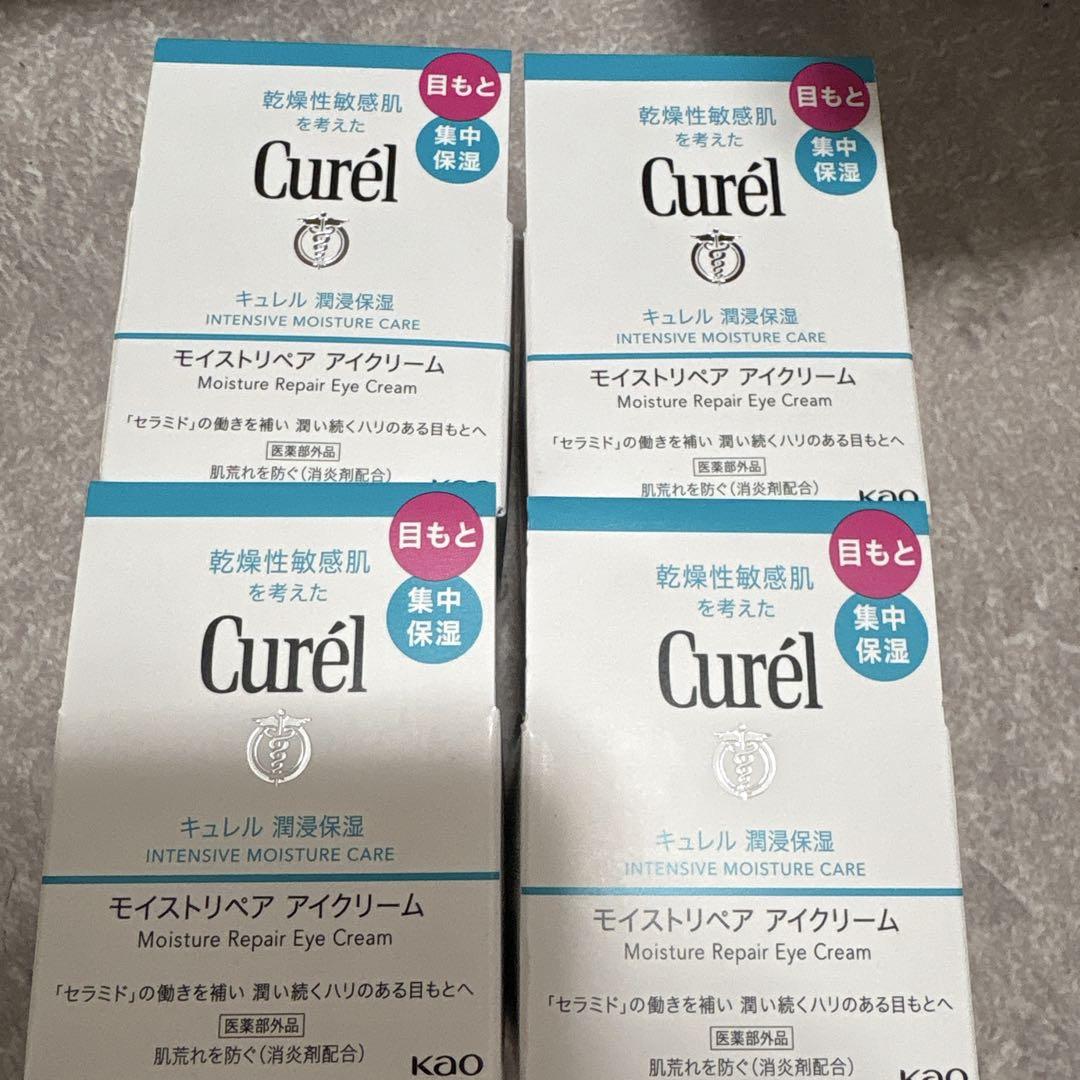 乾燥性敏感肌
を考えた
目もと
集中
保湿
Curél
キュレル 潤浸保湿
INTENSIVE MOISTURE CARE
モイストリペア アイクリーム
Moisture Repair Eye Cream
「セラミド」の働きを補い 潤い続くハリのある目もとへ
医薬部外品
肌荒れを防ぐ（消炎剤配合）
Kao
乾燥性敏感肌
を考えた
目もと
集中
保湿
Curél
キュレル 潤浸保湿
INTENSIVE MOISTURE CARE
モイストリペア アイクリーム
Moisture Repair Eye Cream
「セラミド」の働きを補い 潤い続くハリのある目もとへ
医薬部外品
肌荒れを防ぐ（消炎剤配合）
Kao
乾燥性敏感肌
を考えた
目もと
集中
保湿
Curél
キュレル 潤浸保湿
INTENSIVE MOISTURE CARE
モイストリペア アイクリーム
Moisture Repair Eye Cream
「セラミド」の働きを補い 潤い続くハリのある目もとへ
医薬部外品
肌荒れを防ぐ（消炎剤配合）
Kao
乾燥性敏感肌
を考えた
目もと
集中
保湿
Curél
キュレル 潤浸保湿
INTENSIVE MOISTURE CARE
モイストリペア アイクリーム
Moisture Repair Eye Cream
「セラミド」の働きを補い 潤い続くハリのある目もとへ
医薬部外品
肌荒れを防ぐ（消炎剤配合）
Kao